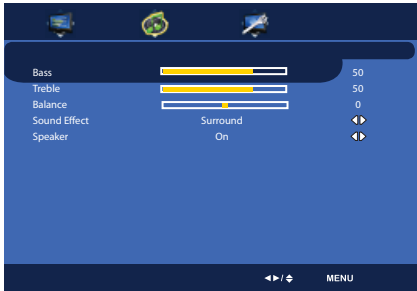 Bass 50
Treble 50
Balance 0
Sound Effect Surround
Speaker On
◄►/ MENU